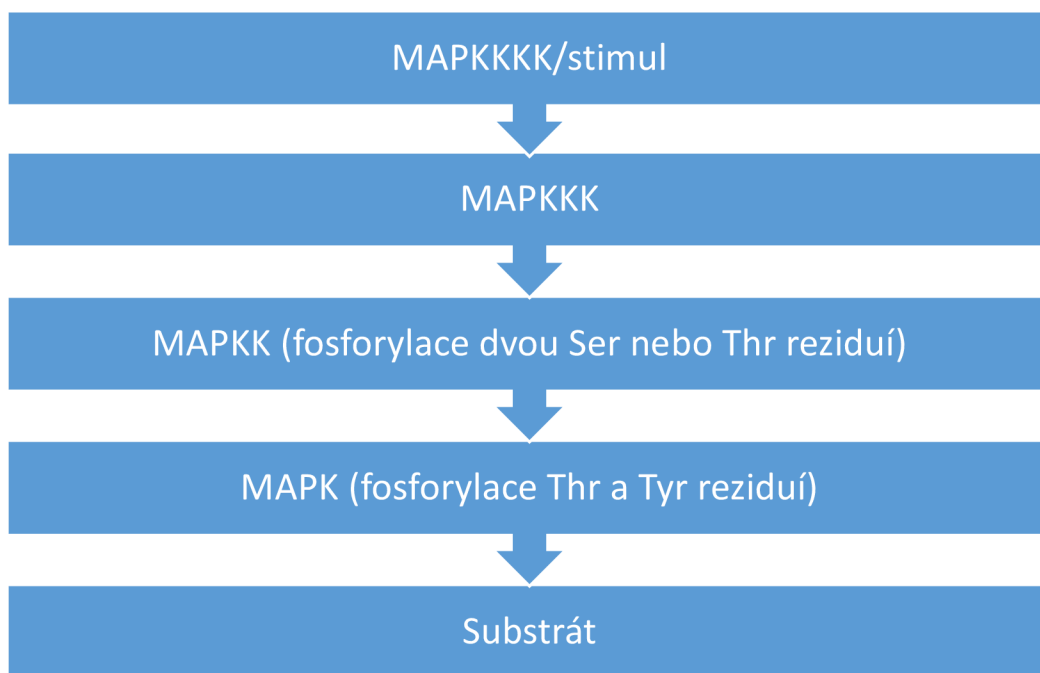 MAPKKKK/stimul
MAPKKK
MAPKK (fosforylace dvou Ser nebo Thr reziduí)
MAPK (fosforylace Thr a Tyr reziduí)
Substrát